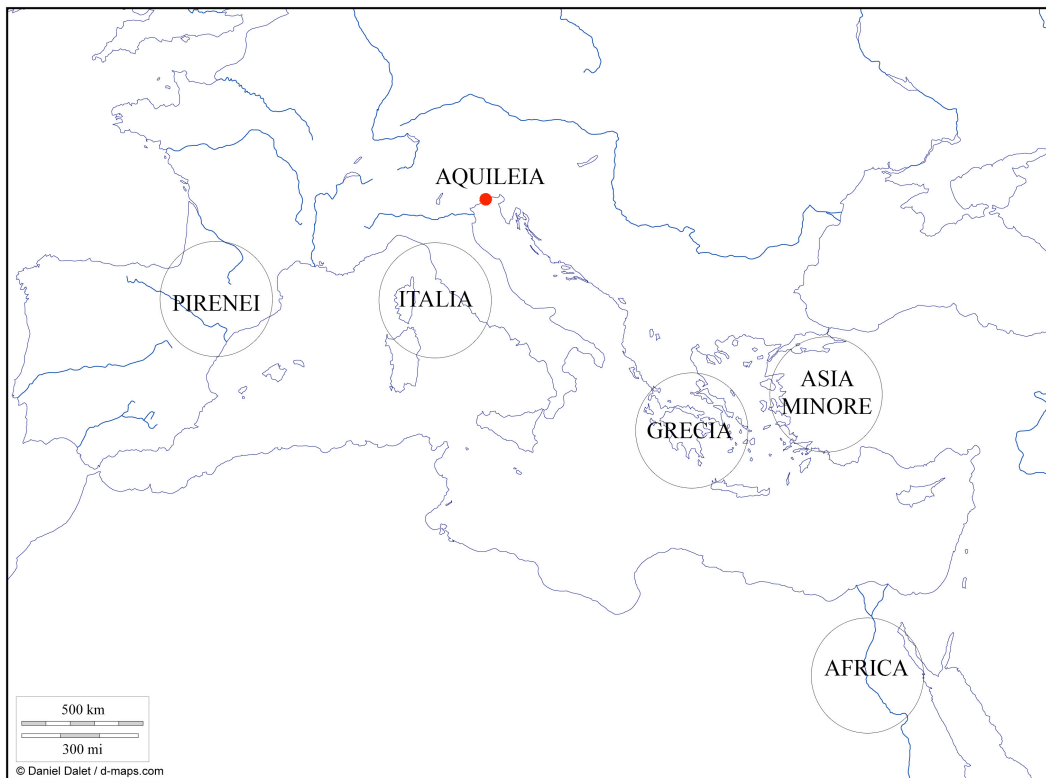 AQUILEIA
PIRENEI
ITALIA
ASIA
MINORE
GRECIA
AFRICA
500 km
300 mi
© Daniel Dalet / d-maps.com